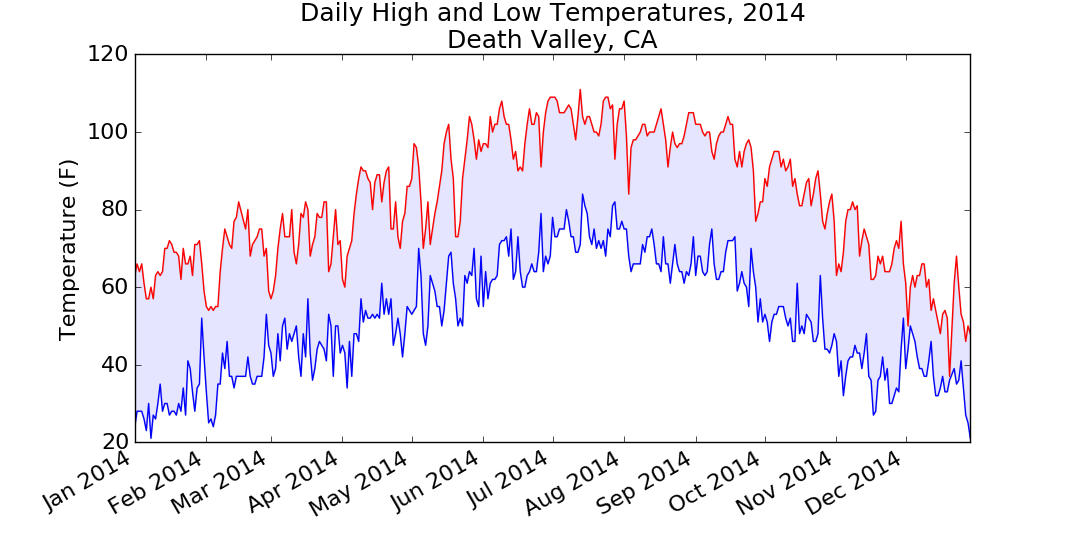 Daily High and Low Temperatures, 2014
Death Valley, CA
Temperature (F)
120
100
80
60
40
20
Jan 2014
Feb 2014
Mar 2014
Apr 2014
May 2014
Jun 2014
Jul 2014
Aug 2014
Sep 2014
Oct 2014
Nov 2014
Dec 2014